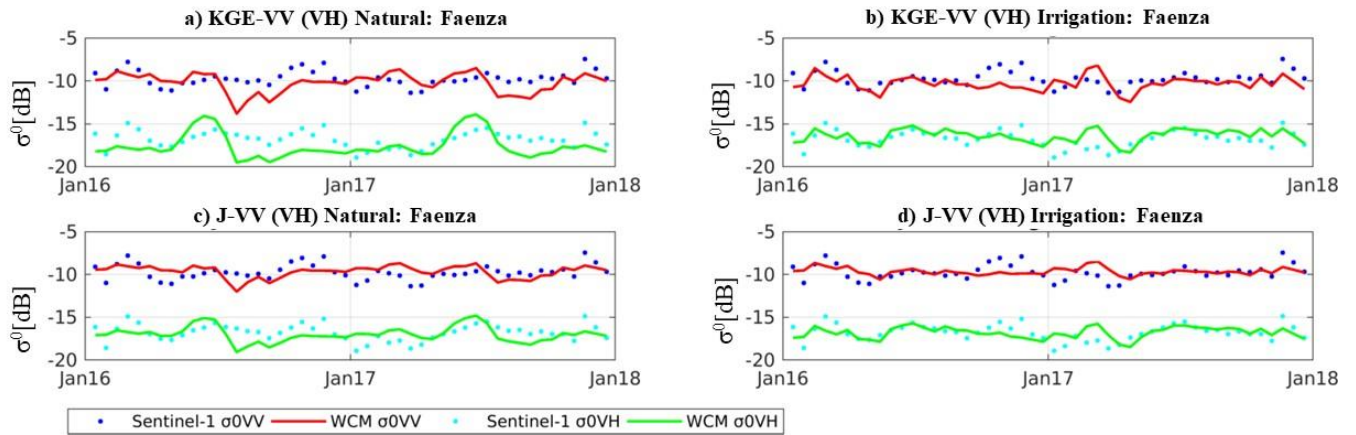 a) KGE-VV (VH) Natural: Faenza
b) KGE-VV (VH) Irrigation: Faenza
-5
-10
-15
-20
σ⁰[dB]
Jan16
Jan17
Jan18
-5
-10
-15
-20
σ⁰[dB]
Jan16
Jan17
Jan18
c) J-VV (VH) Natural: Faenza
d) J-VV (VH) Irrigation: Faenza
-5
-10
-15
-20
σ⁰[dB]
Jan16
Jan17
Jan18
-5
-10
-15
-20
σ⁰[dB]
Jan16
Jan17
Jan18
Sentinel-1 σ0VV WCM σ0VV Sentinel-1 σ0VH WCM σ0VH